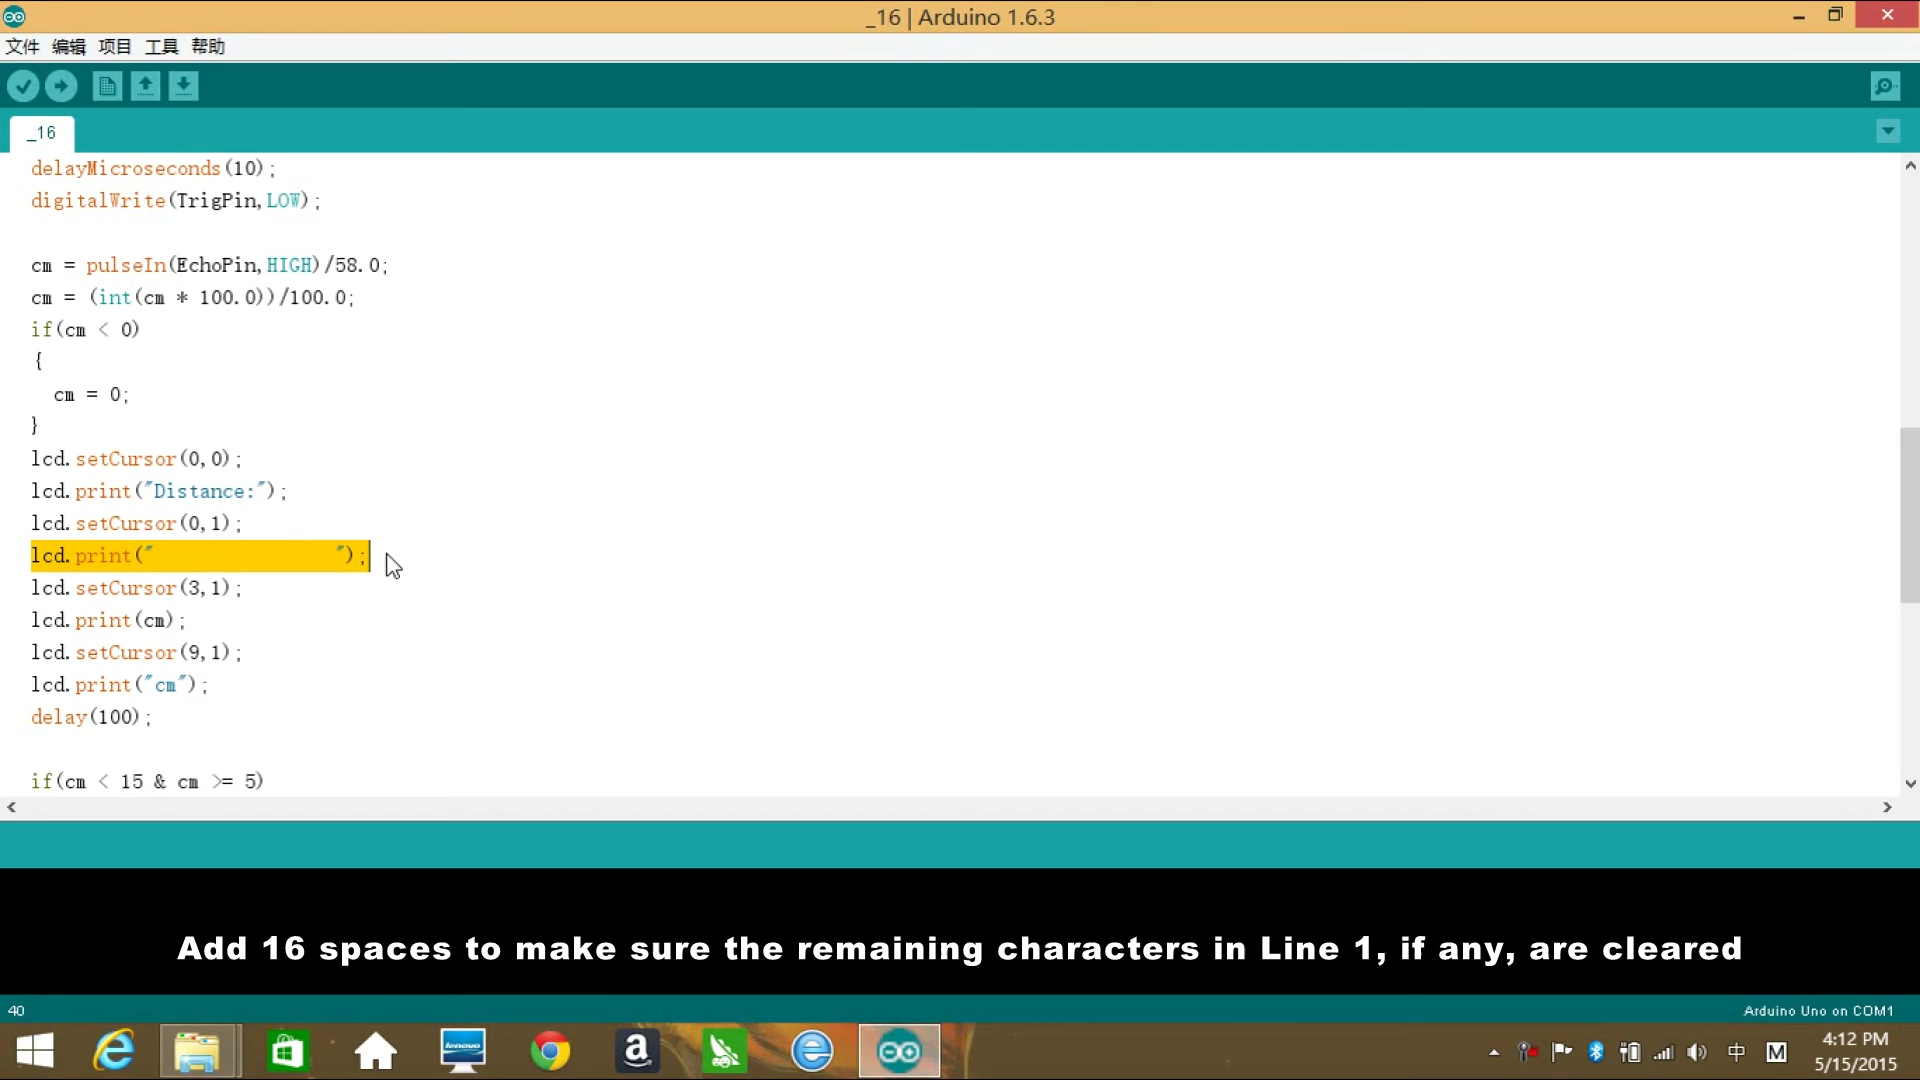 _16 | Arduino 1.6.3
文件 编辑 项目 工具 帮助
_16
delayMicroseconds(10);
digitalWrite(TrigPin,LOW);
cm = pulseIn(EchoPin,HIGH)/58.0;
cm = (int(cm * 100.0))/100.0;
if(cm < 0)
{
cm = 0;
}
lcd.setCursor(0,0);
lcd.print("Distance:");
lcd.setCursor(0,1);
lcd.print("                ");
lcd.setCursor(3,1);
lcd.print(cm);
lcd.setCursor(9,1);
lcd.print("cm");
delay(100);
if(cm < 15 & cm >= 5)
Add 16 spaces to make sure the remaining characters in Line 1, if any, are cleared
40
Arduino Uno on COM1
lenovo
a
中
M
4:12 PM
5/15/2015